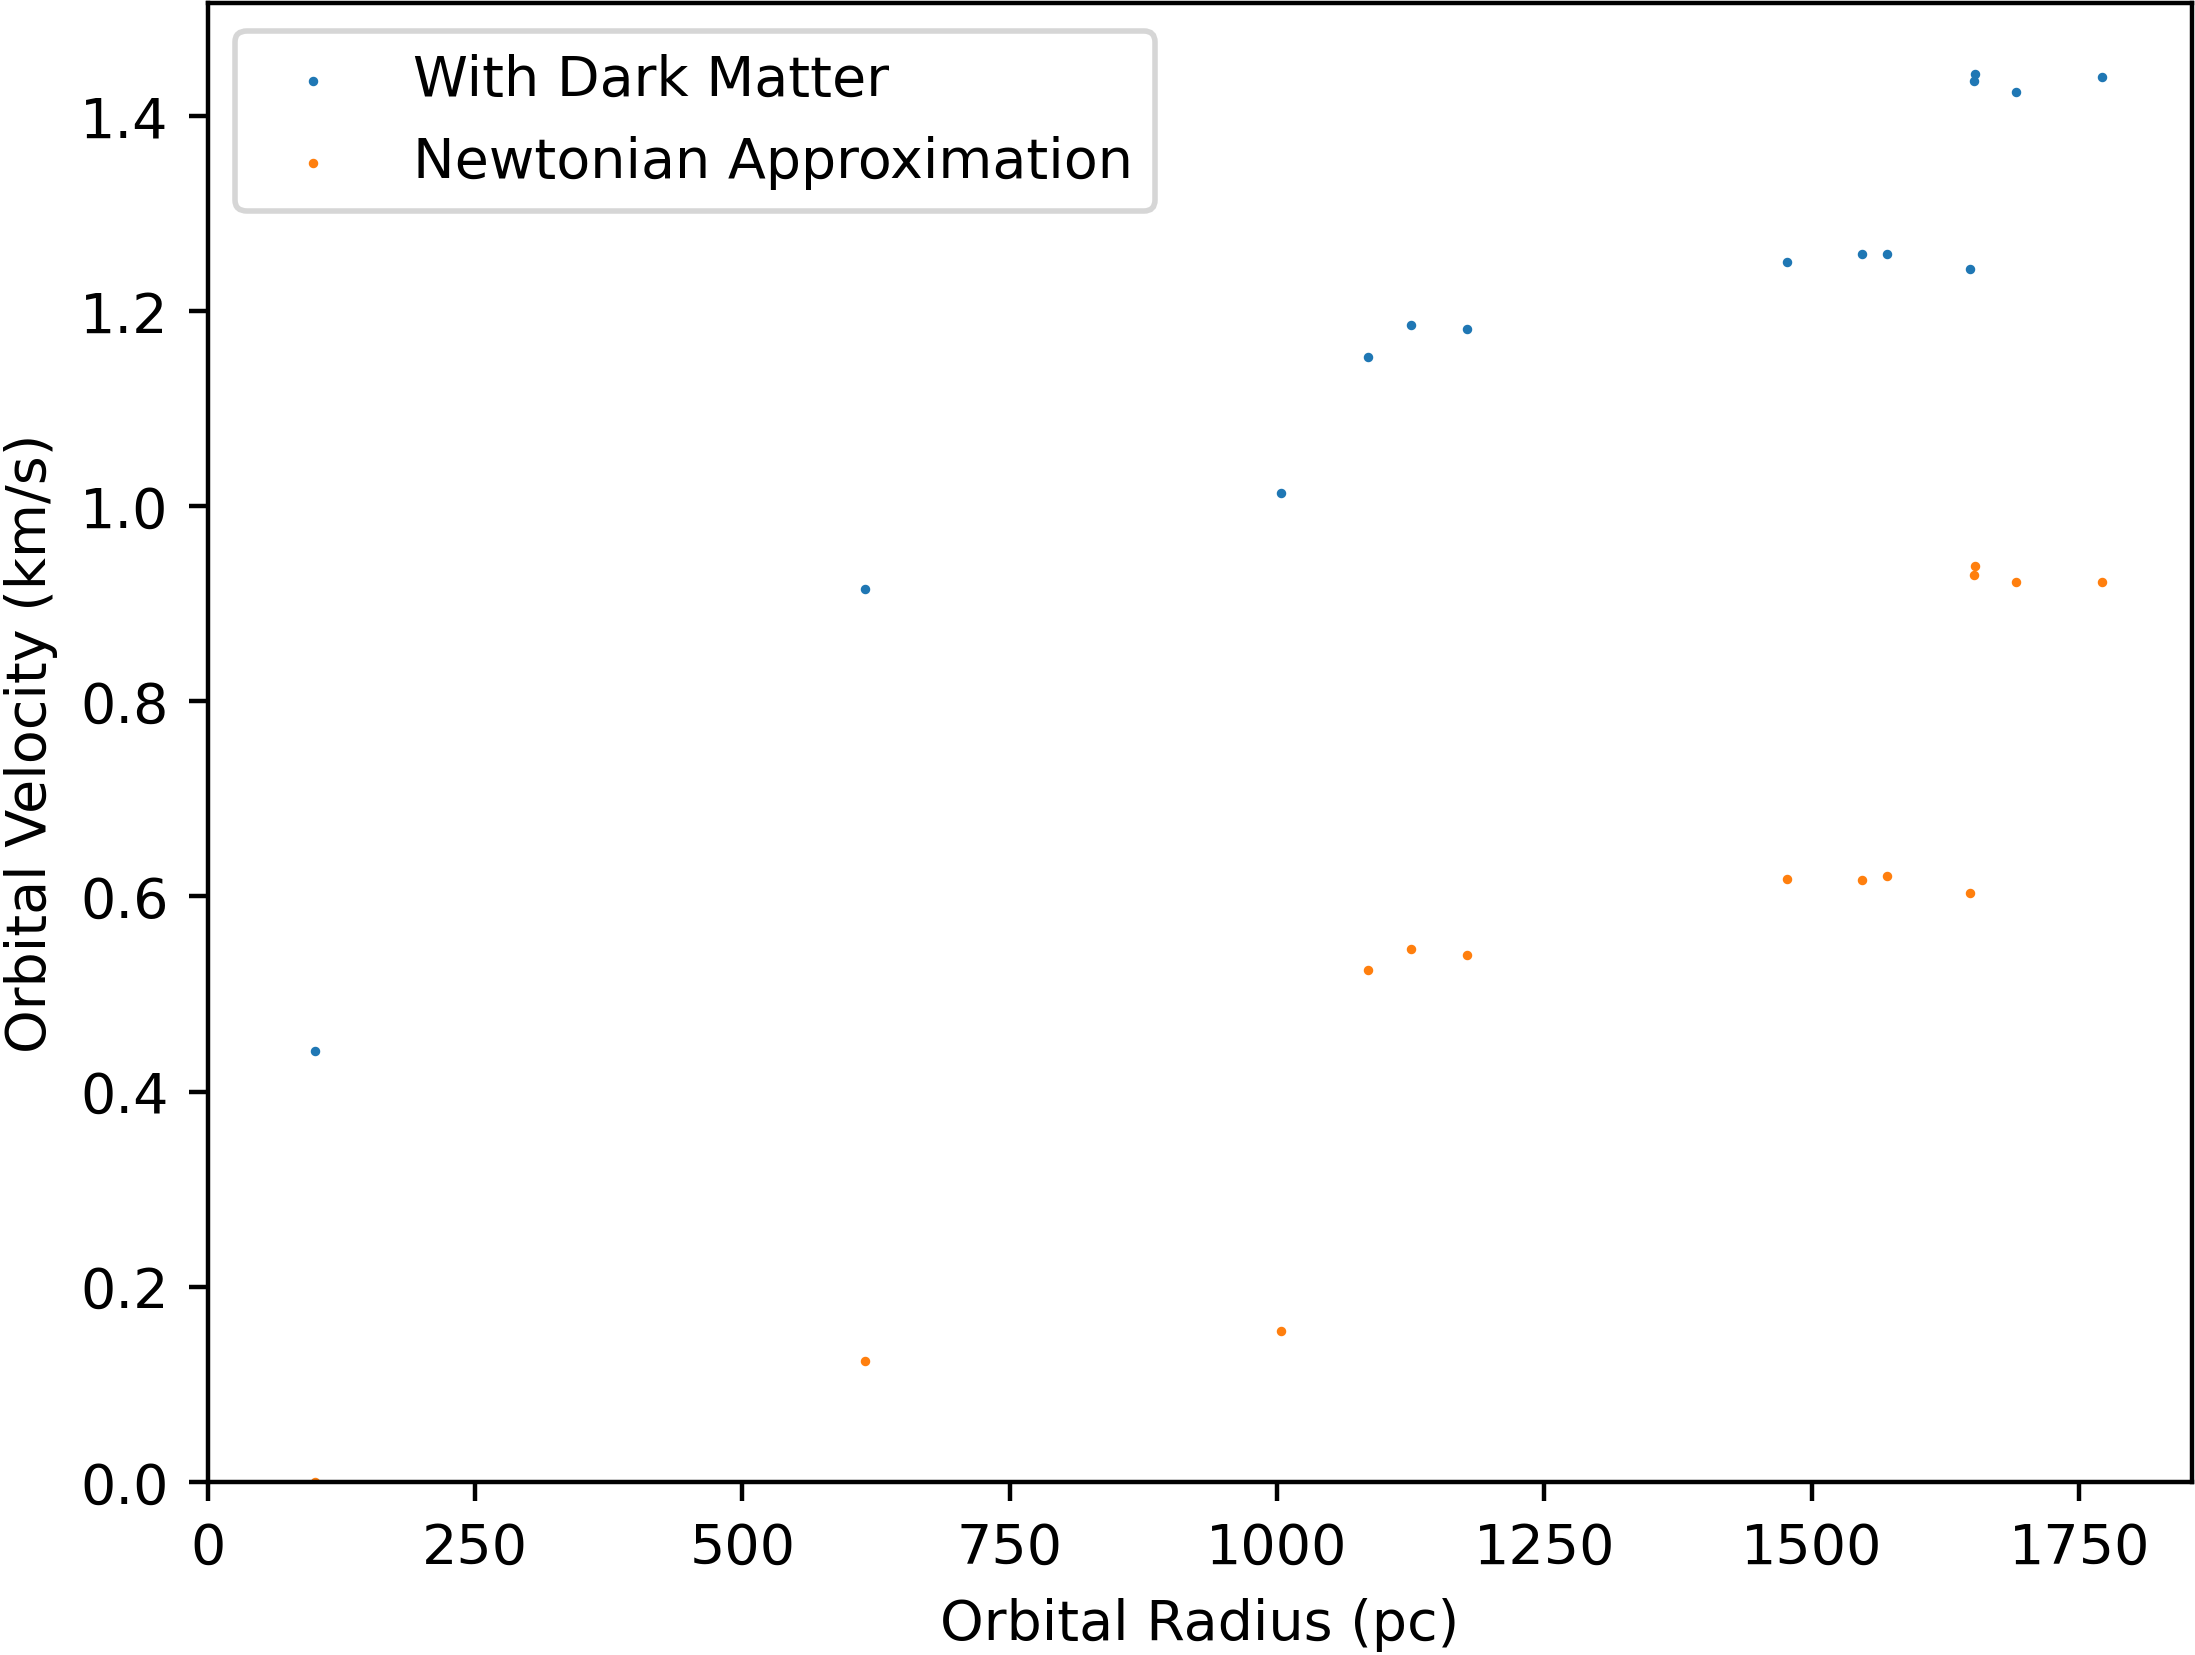 With Dark Matter
Newtonian Approximation
1.4
1.2
1.0
0.8
0.6
0.4
0.2
0.0
Orbital Velocity (km/s)
0 250 500 750 1000 1250 1500 1750
Orbital Radius (pc)